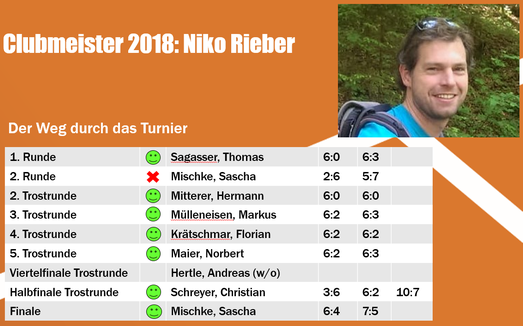 Clubmeister 2018: Niko Rieber
Der Weg durch das Turnier
1. Runde Sagasser, Thomas 6:0 6:3
2. Runde Mischke, Sascha 2:6 5:7
2. Trostrunde Mitterer, Hermann 6:0 6:0
3. Trostrunde Mülleneisen, Markus 6:2 6:3
4. Trostrunde Krätschmar, Florian 6:2 6:2
5. Trostrunde Maier, Norbert 6:2 6:3
Viertelfinale Trostrunde Hertle, Andreas (w/o)
Halbfinale Trostrunde Schreyer, Christian 3:6 6:2 10:7
Finale Mischke, Sascha 6:4 7:5